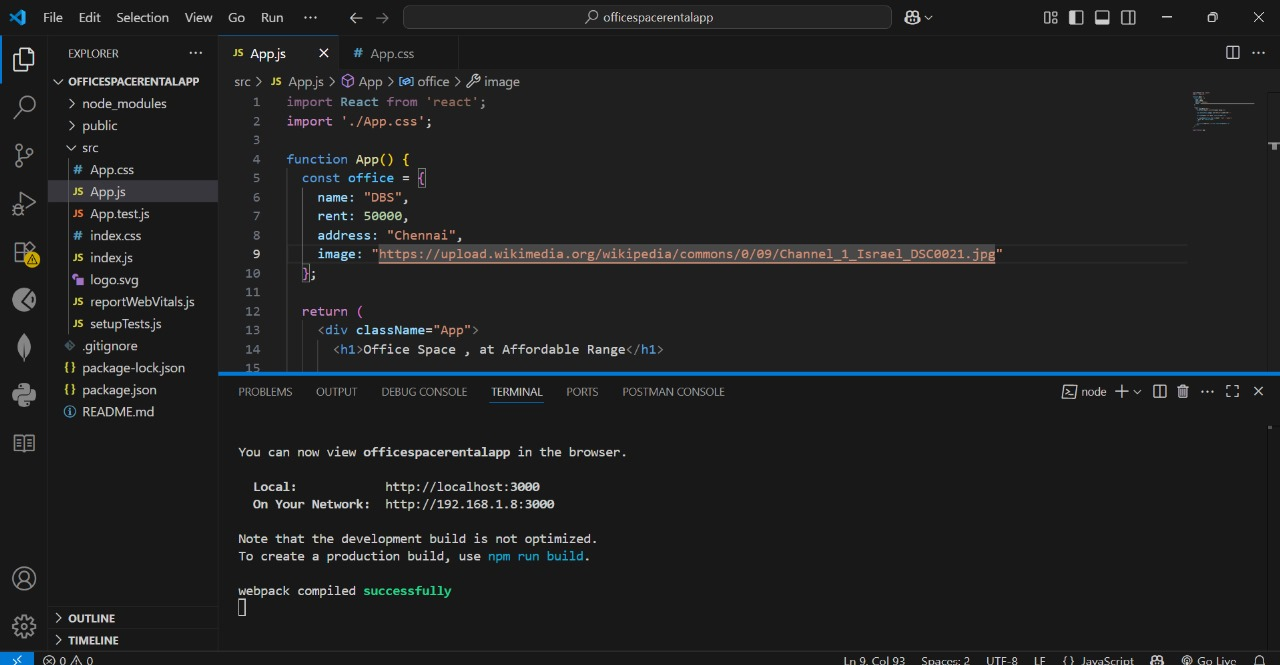 File Edit Selection View Go Run ··· officespacerentalapp
EXPLORER ···
OFFICESPACERENTALAPP
node_modules
public
src
# App.css
JS App.js
JS App.test.js
# index.css
JS index.js
logo.svg
JS reportWebVitals.js
JS setupTests.js
.gitignore
{} package-lock.json
{} package.json
README.md
OUTLINE
TIMELINE
JS App.js # App.css
src > JS App.js > App > office > image
1 import React from 'react';
2 import './App.css';
3
4 function App() {
5 const office = {
6 name: "DBS",
7 rent: 50000,
8 address: "Chennai",
9 image: "https://upload.wikimedia.org/wikipedia/commons/0/09/Channel_1_Israel_DSC0021.jpg"
10 };
11
12 return (
13 <div className="App">
14 <h1>Office Space , at Affordable Range</h1>
15
PROBLEMS OUTPUT DEBUG CONSOLE TERMINAL PORTS POSTMAN CONSOLE node
You can now view officespacerentalapp in the browser.
Local: http://localhost:3000
On Your Network: http://192.168.1.8:3000
Note that the development build is not optimized.
To create a production build, use npm run build.
webpack compiled successfully
0 0 Ln 9, Col 93 Spaces: 2 UTF-8 LF {} JavaScript Go Live